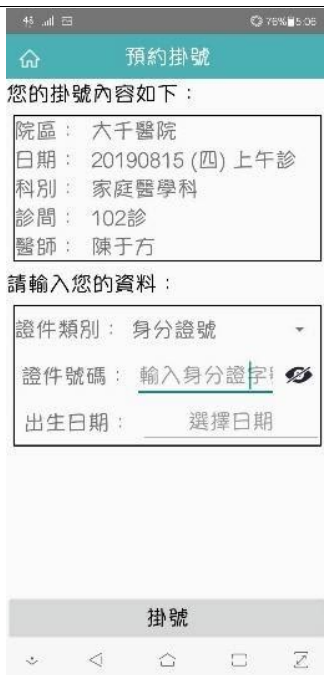 78% 5:06
預約掛號
您的掛號內容如下：
院區： 大千醫院
日期： 20190815 (四) 上午診
科別： 家庭醫學科
診間： 102診
醫師： 陳于方
請輸入您的資料：
證件類別： 身分證號
證件號碼： 輸入身分證字
出生日期： 選擇日期
掛號